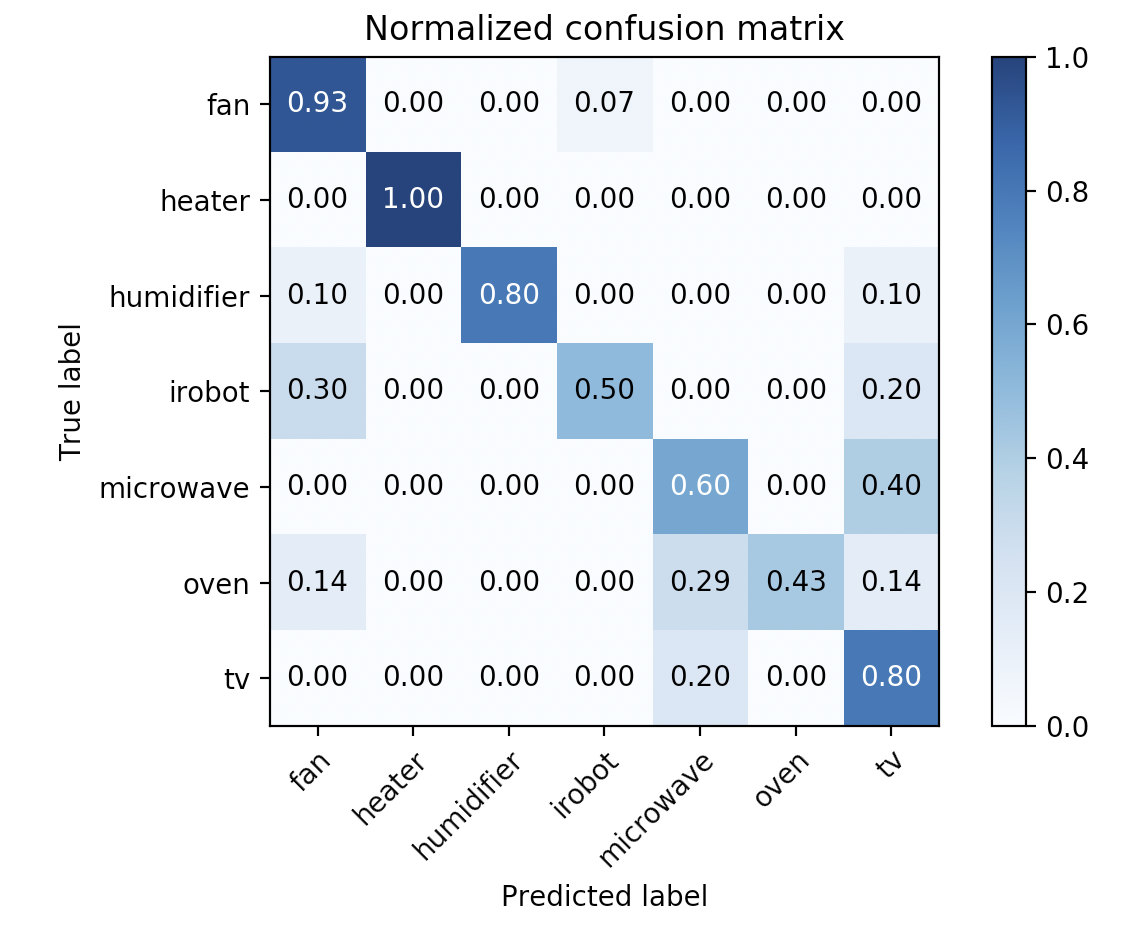 Normalized confusion matrix
fan 0.93 0.00 0.00 0.07 0.00 0.00 0.00
heater 0.00 1.00 0.00 0.00 0.00 0.00 0.00
humidifier 0.10 0.00 0.80 0.00 0.00 0.00 0.10
irobot 0.30 0.00 0.00 0.50 0.00 0.00 0.20
microwave 0.00 0.00 0.00 0.00 0.60 0.00 0.40
oven 0.14 0.00 0.00 0.00 0.29 0.43 0.14
tv 0.00 0.00 0.00 0.00 0.20 0.00 0.80
True label
fan heater humidifier irobot microwave oven tv
Predicted label
1.0
0.8
0.6
0.4
0.2
0.0